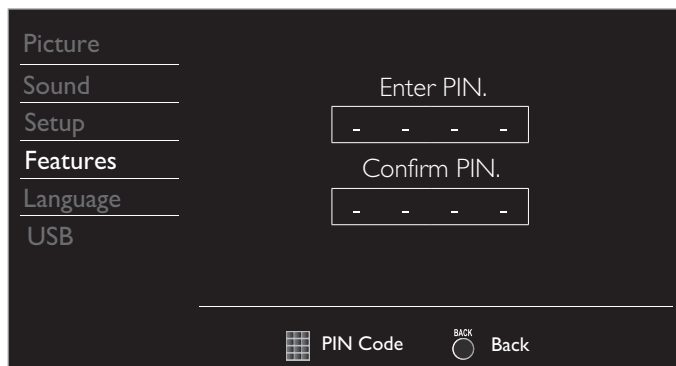 Picture
Sound
Setup
Features
Language
USB
Enter PIN.
- - - -
Confirm PIN.
- - - -
PIN Code
BACK
Back